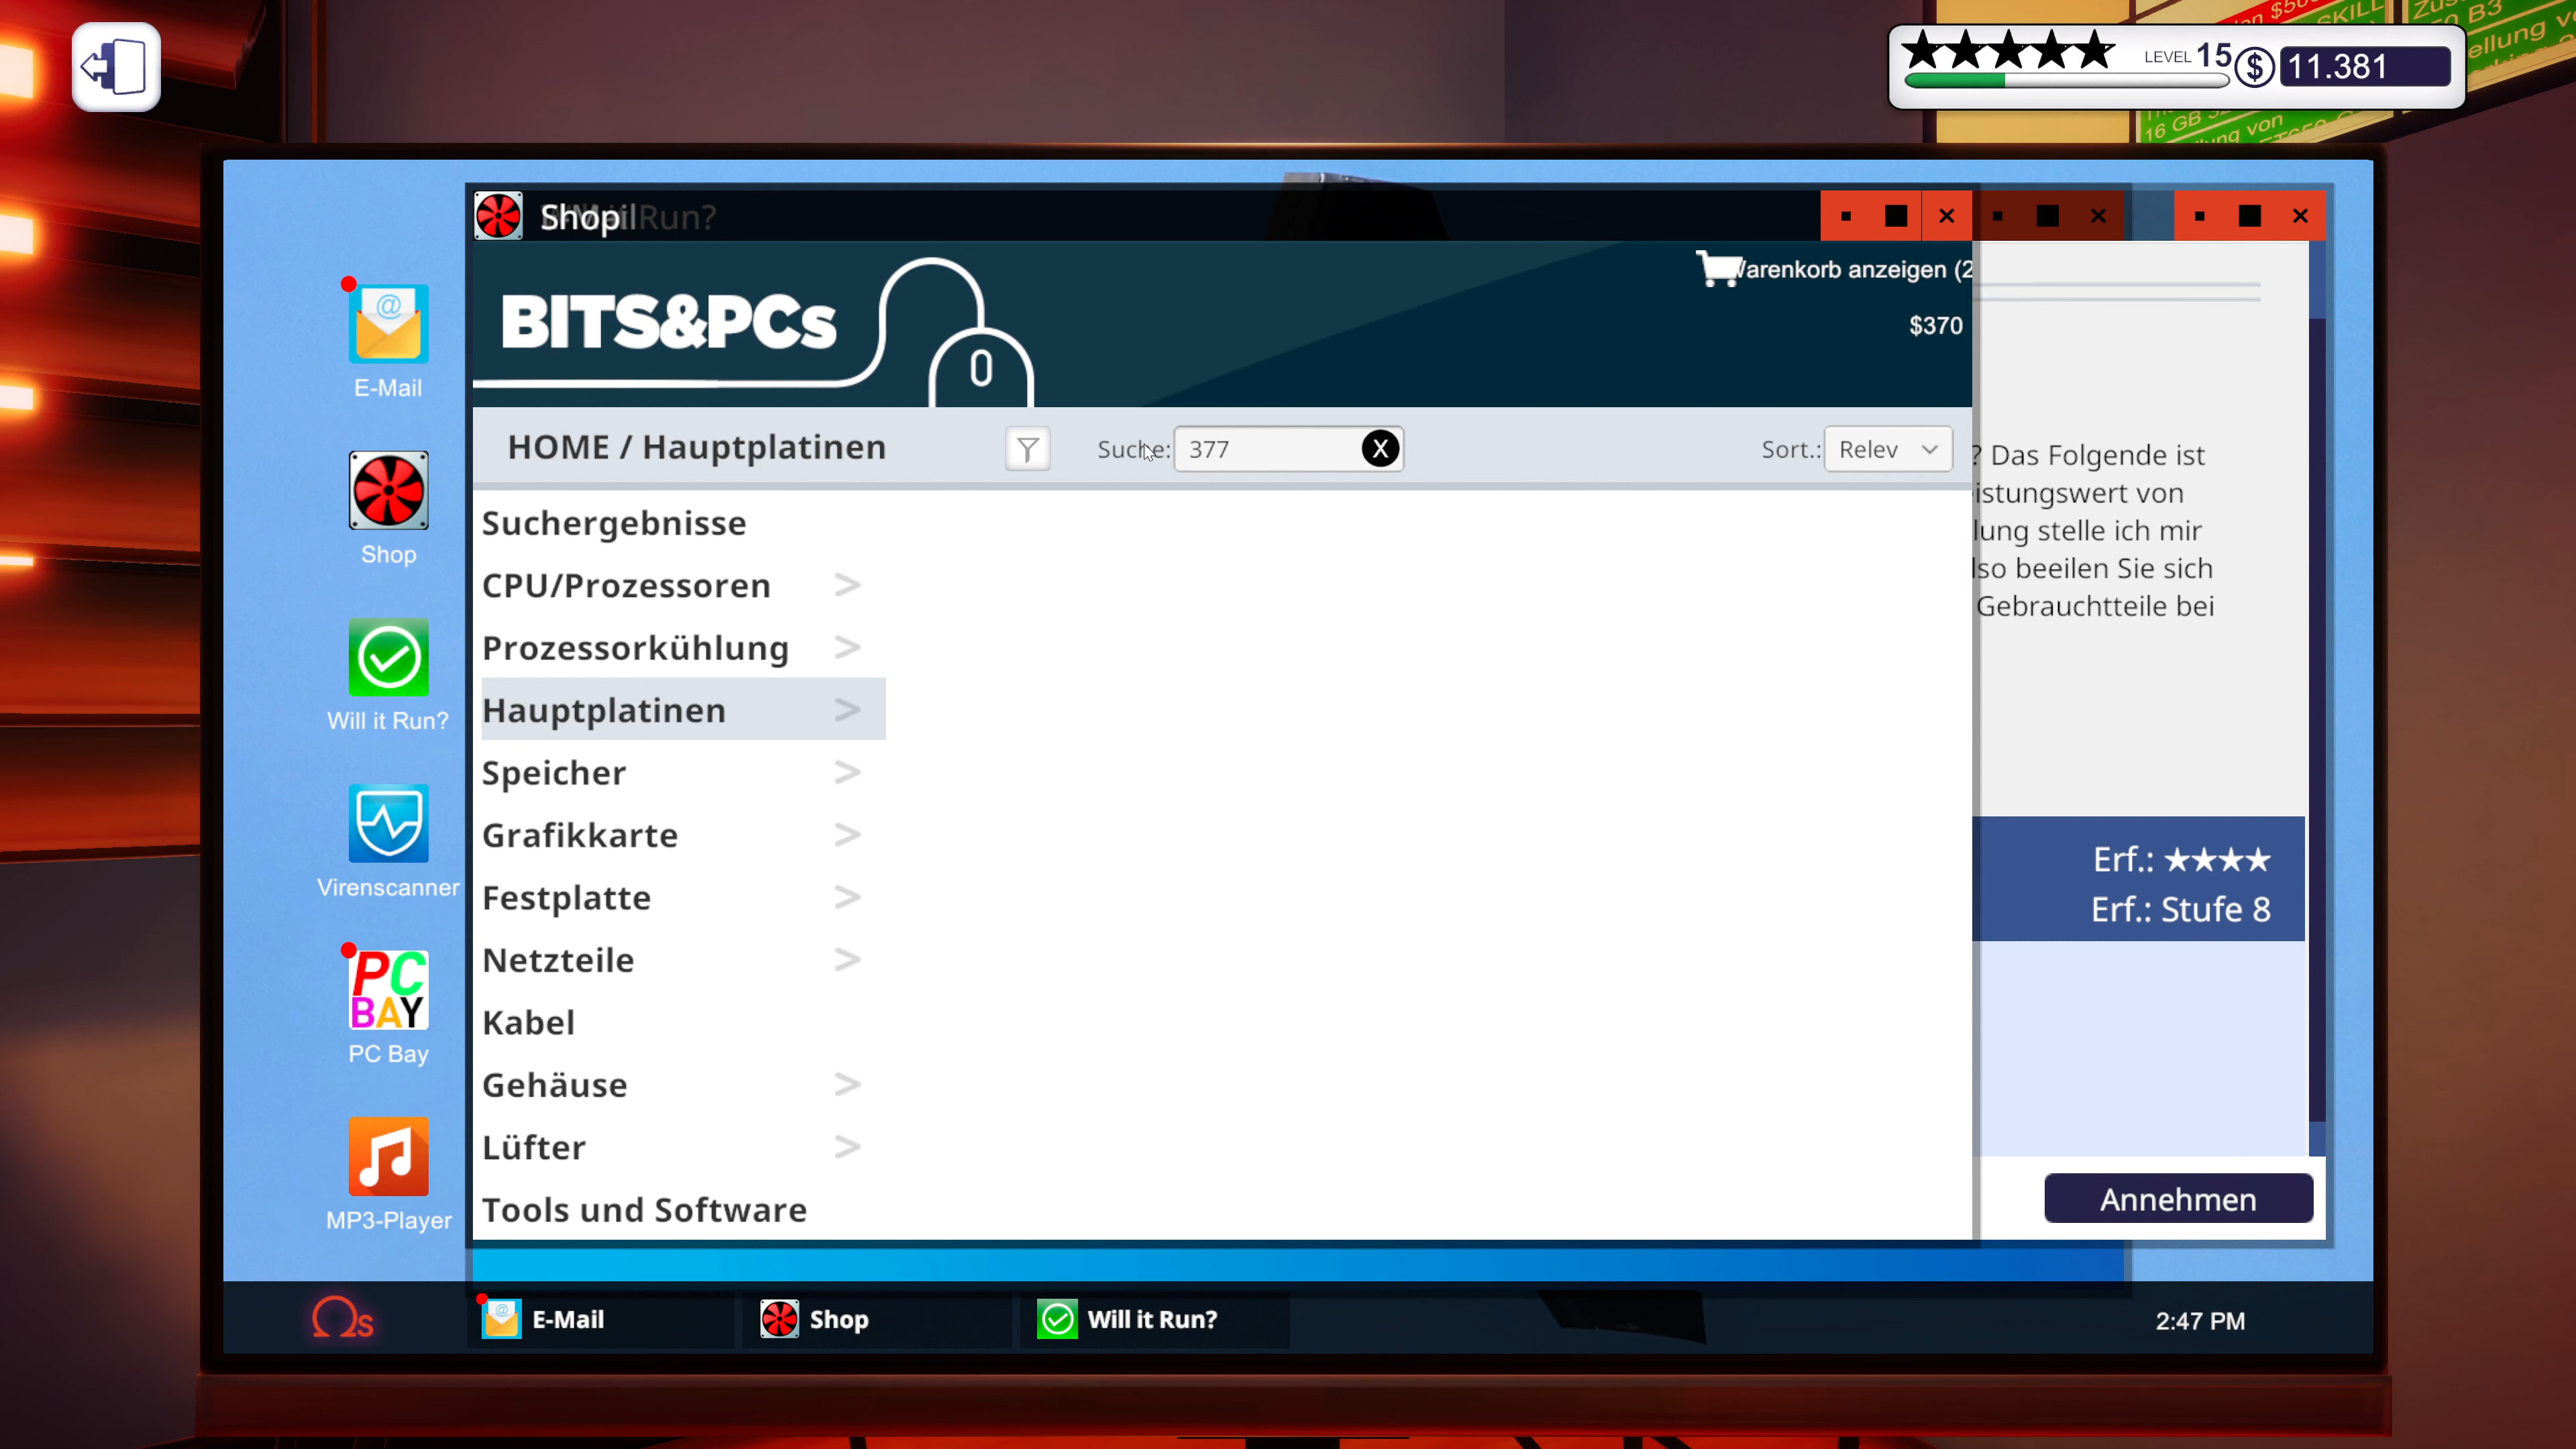 LEVEL 15
$ 11.381
Shop
Run?
BITS&PCs
arenkorb anzeigen (2
$370
HOME / Hauptplatinen
Suche:
377
X
Sort.:
Relev
Suchergebnisse
CPU/Prozessoren >
Prozessorkühlung >
Hauptplatinen >
Speicher >
Grafikkarte >
Festplatte >
Netzteile >
Kabel
Gehäuse >
Lüfter >
Tools und Software
? Das Folgende ist
istungswert von
lung stelle ich mir
lso beeilen Sie sich
Gebrauchtteile bei
Erf.: ★★★★
Erf.: Stufe 8
Annehmen
E-Mail
Shop
Will it Run?
Virenscanner
PC BAY
PC Bay
MP3-Player
Ωs
E-Mail
Shop
Will it Run?
2:47 PM